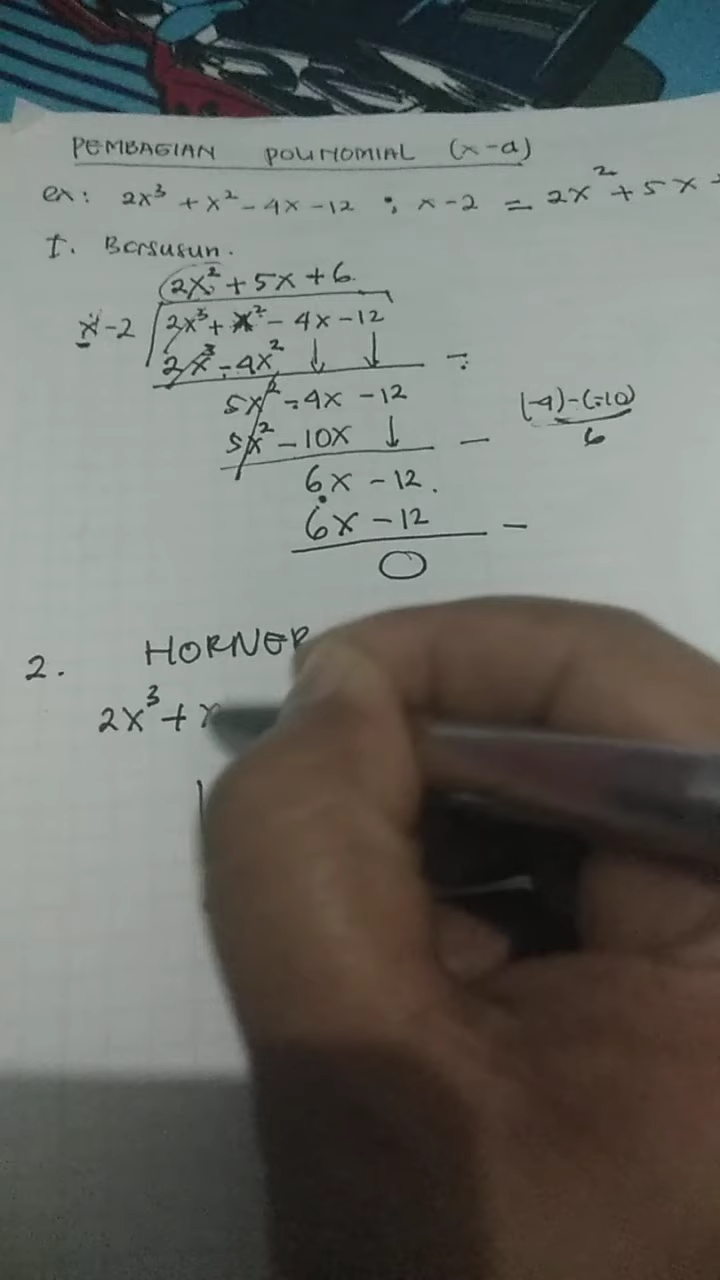 PEMBAGIAN POLINOMIAL (x-a)
ex: 2x³ + x² - 4x - 12 : x - 2 = 2x² + 5x +
I. Bersusun.
2x² + 5x + 6
x - 2 2x³ + x² - 4x - 12
2x³ - 4x² -
5x² - 4x - 12 (-4) - (-10)
6
5x² - 10x -
6x - 12.
6x - 12 -
0
2. HORNER
2x³ + x